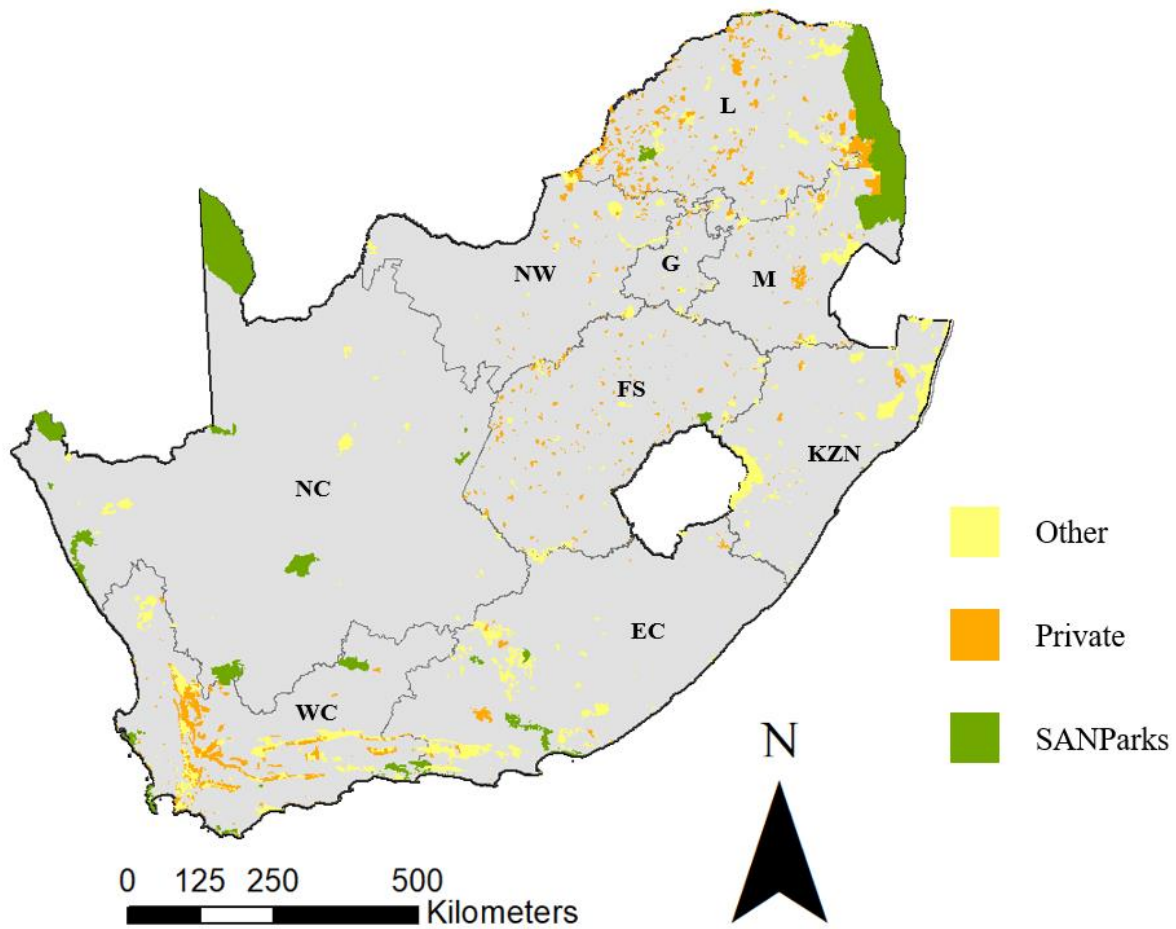 L
NW
G
M
FS
KZN
NC
Other
Private
EC
SANParks
WC
N
0 125 250 500
Kilometers